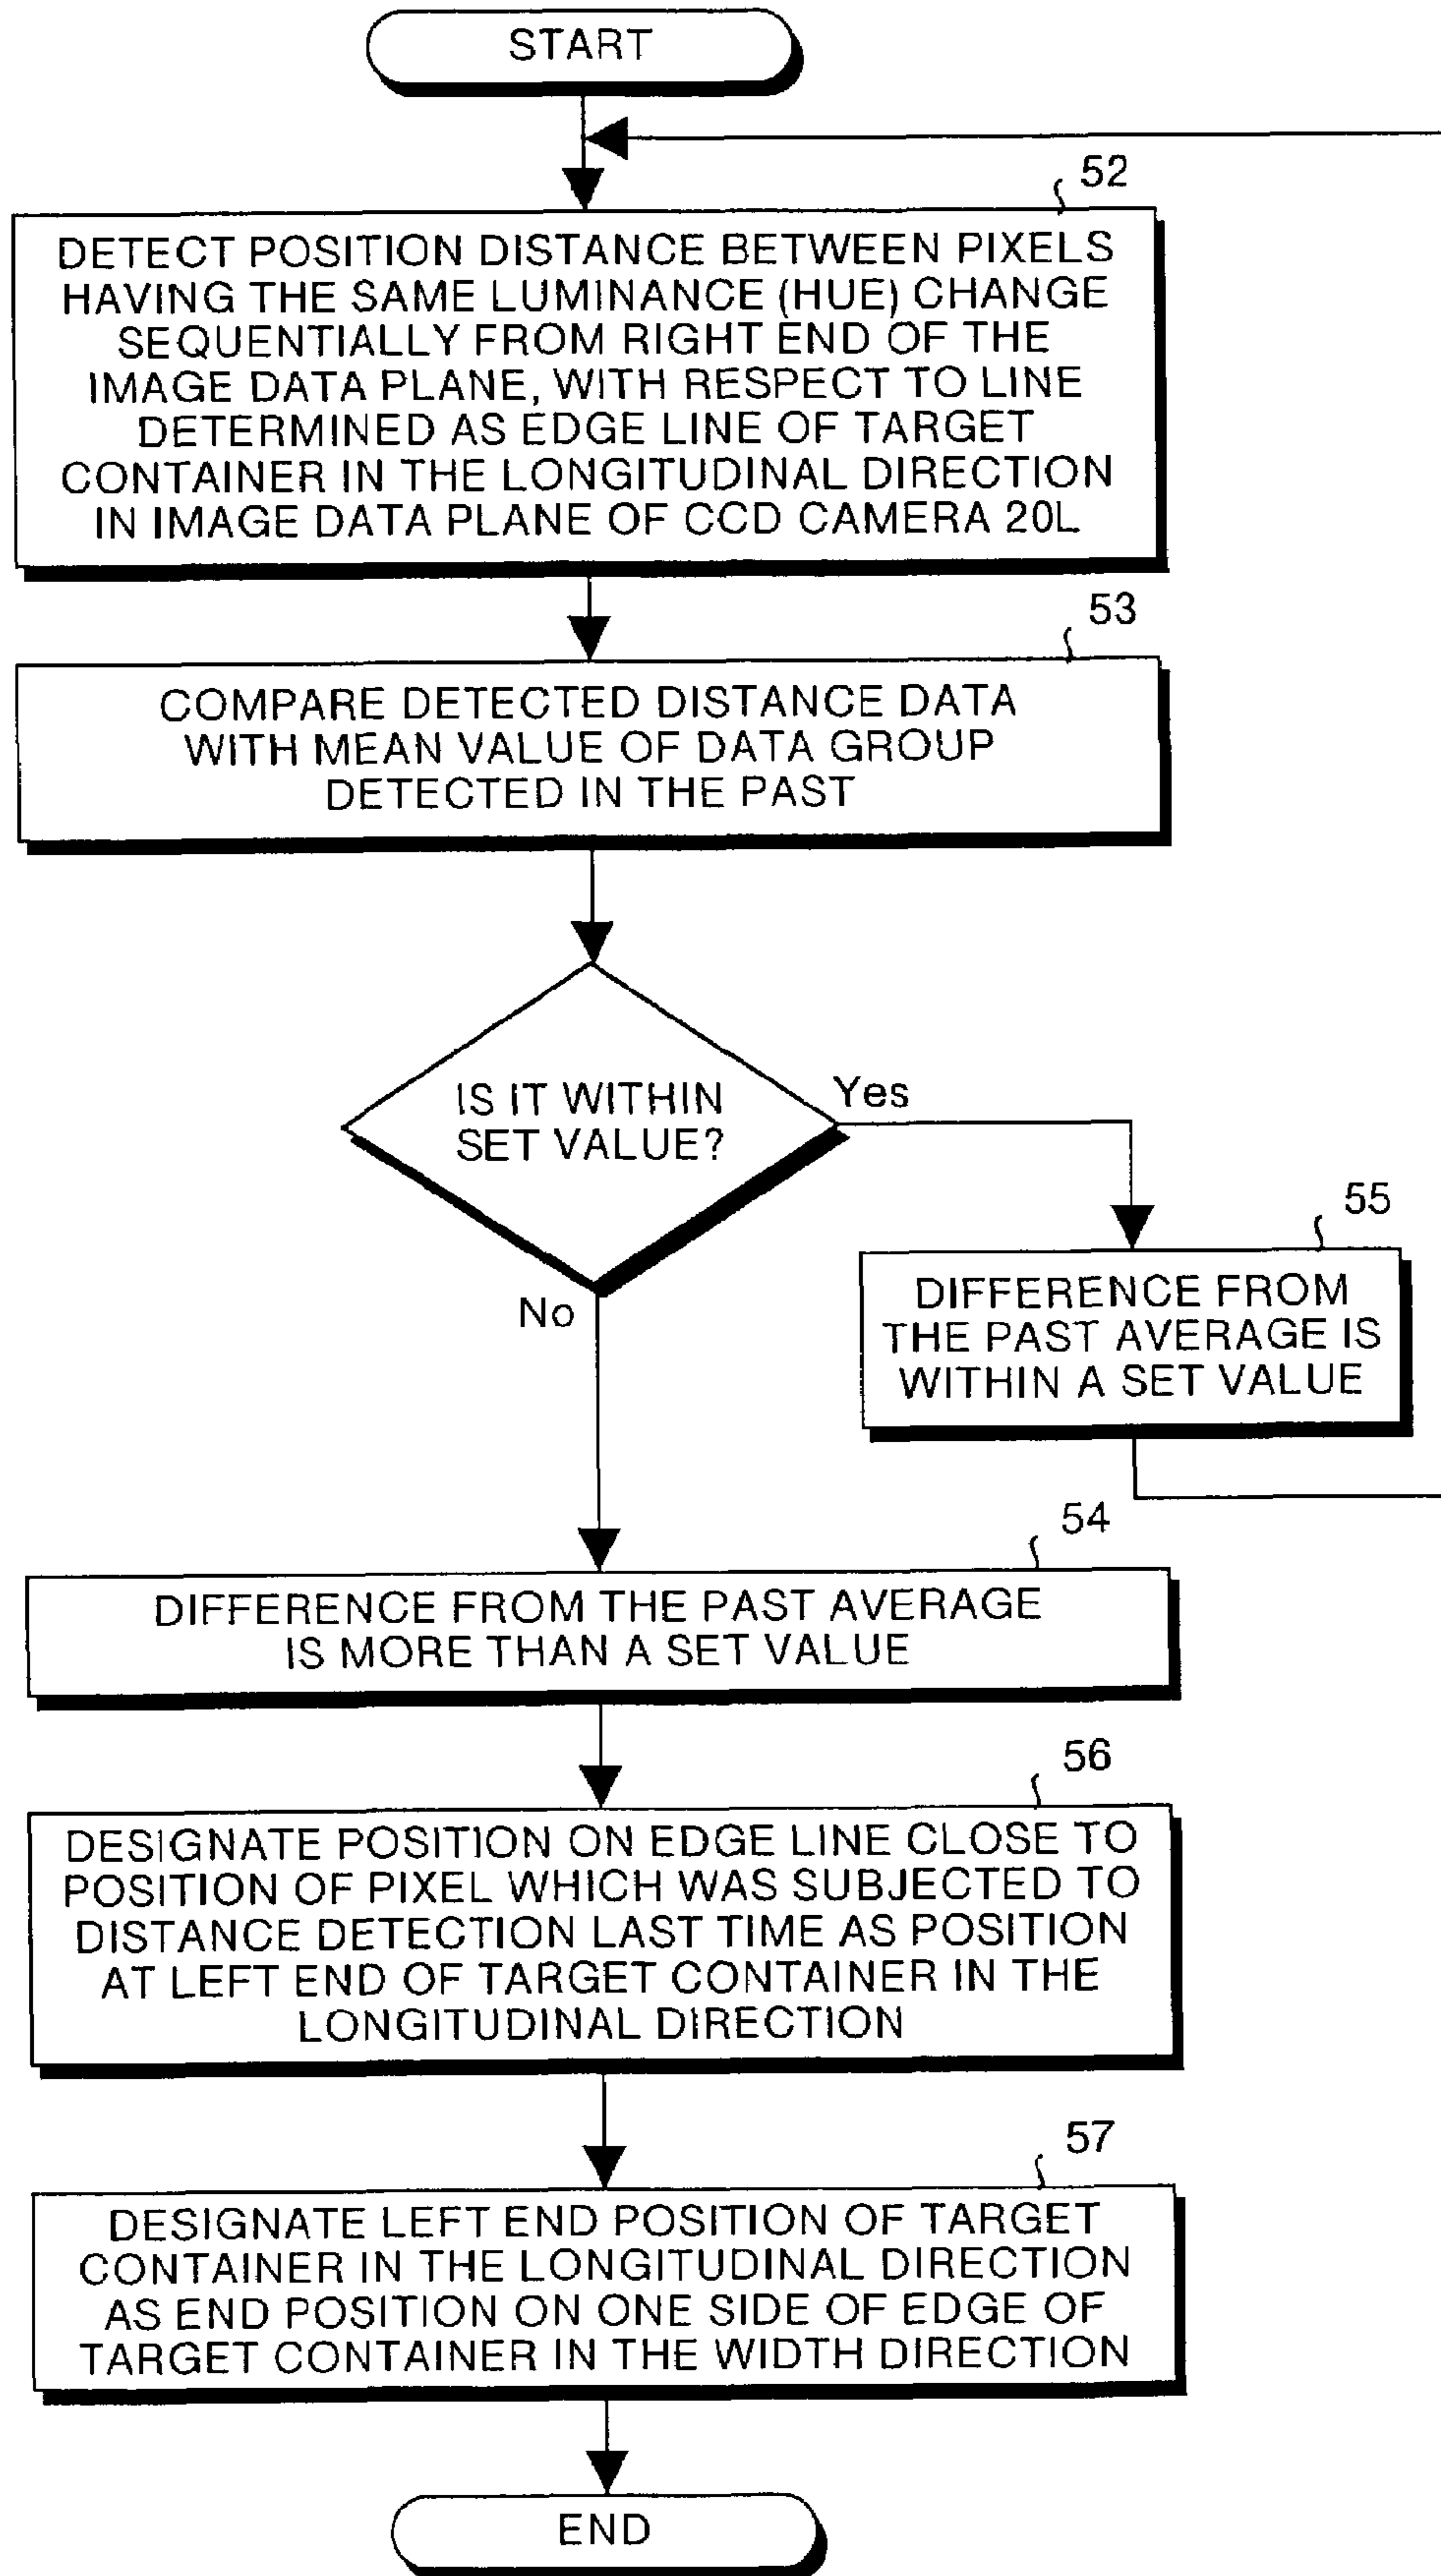 START
52
DETECT POSITION DISTANCE BETWEEN PIXELS
HAVING THE SAME LUMINANCE (HUE) CHANGE
SEQUENTIALLY FROM RIGHT END OF THE
IMAGE DATA PLANE, WITH RESPECT TO LINE
DETERMINED AS EDGE LINE OF TARGET
CONTAINER IN THE LONGITUDINAL DIRECTION
IN IMAGE DATA PLANE OF CCD CAMERA 20L
53
COMPARE DETECTED DISTANCE DATA
WITH MEAN VALUE OF DATA GROUP
DETECTED IN THE PAST
IS IT WITHIN
SET VALUE?
Yes
No
55
DIFFERENCE FROM
THE PAST AVERAGE IS
WITHIN A SET VALUE
54
DIFFERENCE FROM THE PAST AVERAGE
IS MORE THAN A SET VALUE
56
DESIGNATE POSITION ON EDGE LINE CLOSE TO
POSITION OF PIXEL WHICH WAS SUBJECTED TO
DISTANCE DETECTION LAST TIME AS POSITION
AT LEFT END OF TARGET CONTAINER IN THE
LONGITUDINAL DIRECTION
57
DESIGNATE LEFT END POSITION OF TARGET
CONTAINER IN THE LONGITUDINAL DIRECTION
AS END POSITION ON ONE SIDE OF EDGE OF
TARGET CONTAINER IN THE WIDTH DIRECTION
END